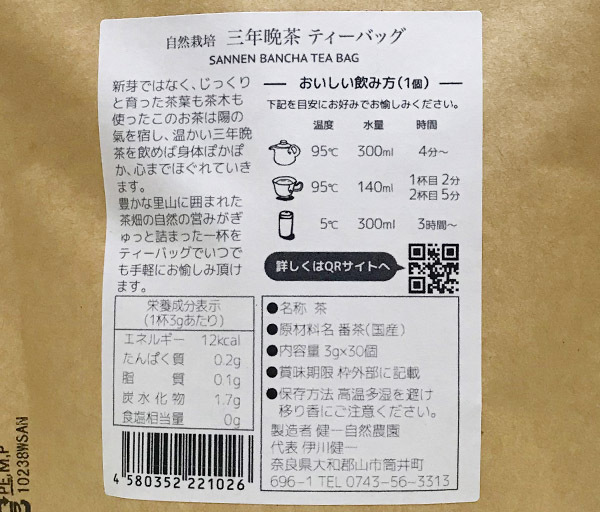 自然栽培 三年晩茶 ティーバッグ
SANNEN BANCHA TEA BAG
新芽ではなく、じっくり
と育った茶葉も茶木も
使ったこのお茶は陽の
氣を宿し、温かい三年晩
茶を飲めば身体ぽかぽ
か、心までほぐれていき
ます。
豊かな里山に囲まれた
茶畑の自然の営みがぎ
ゅっと詰まった一杯を
ティーバッグでいつで
も手軽にお愉しみ頂け
ます。
おいしい飲み方(1個)
下記を目安にお好みでお愉しみください。
温度 水量 時間
95℃ 300ml 4分〜
95℃ 140ml 1杯目 2分
2杯目 5分
5℃ 300ml 3時間〜
詳しくはQRサイトへ
栄養成分表示
(1杯3gあたり)
エネルギー 12kcal
たんぱく質 0.2g
脂質 0.1g
炭水化物 1.7g
食塩相当量 0g
4 580352 221026
●名称 茶
●原材料名 番茶(国産)
●内容量 3g×30個
●賞味期限 枠外部に記載
●保存方法 高温多湿を避け
移り香にご注意ください。
製造者 健一自然農園
代表 伊川健一
奈良県大和郡山市筒井町
696-1 TEL 0743-56-3313
PE,M,P
10238WSAN